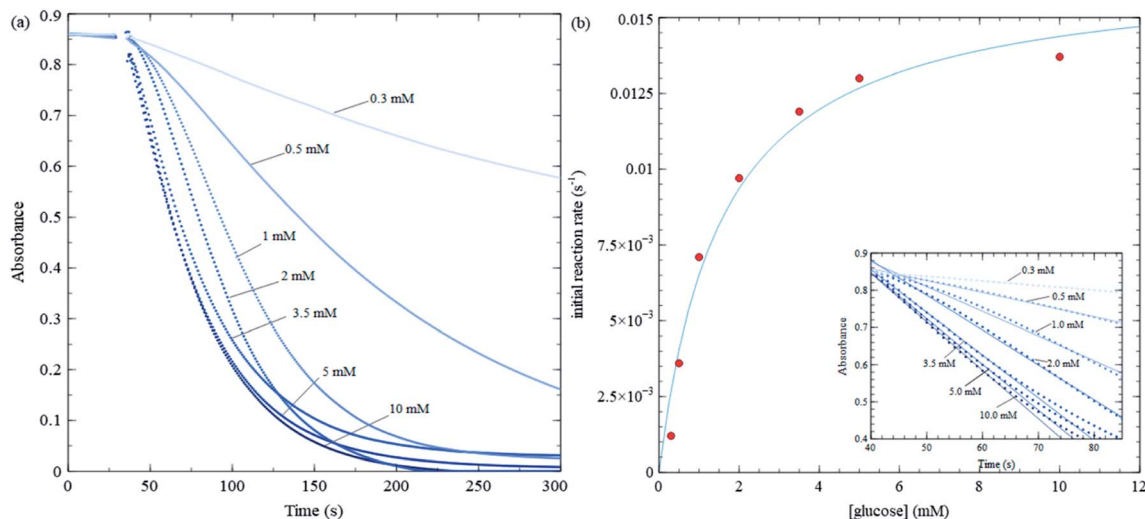 (a)
0.9
0.8
0.7
0.6
0.5
0.4
0.3
0.2
0.1
0
Absorbance
0.3 mM
0.5 mM
1 mM
2 mM
3.5 mM
5 mM
10 mM
0 50 100 150 200 250 300
Time (s)
(b)
0.015
0.0125
0.01
7.5×10⁻³
5×10⁻³
2.5×10⁻³
0
initial reaction rate (s⁻¹)
0 2 4 6 8 10 12
[glucose] (mM)
0.9
0.8
0.7
0.6
0.5
0.4
Absorbance
0.3 mM
0.5 mM
1.0 mM
2.0 mM
3.5 mM
5.0 mM
10.0 mM
40 50 60 70 80
Time (s)